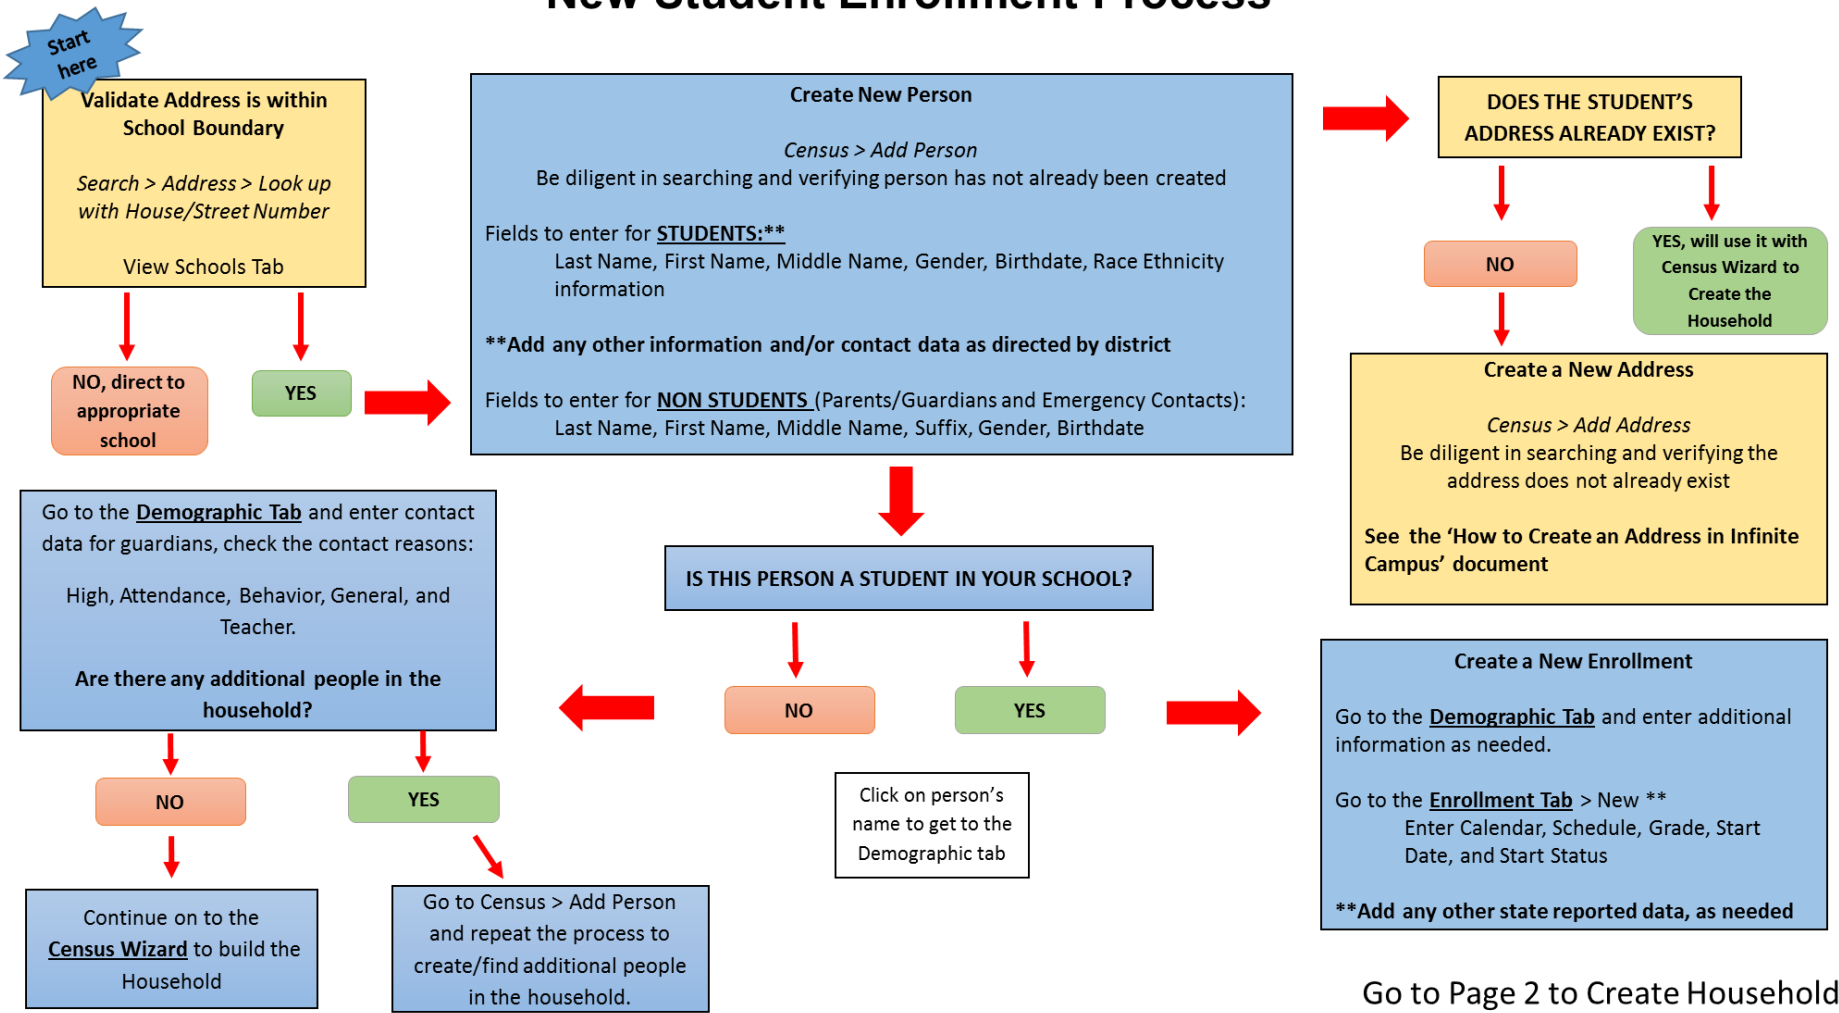 New Student Enrollment Process
Start
here
Validate Address is within
School Boundary
Search > Address > Look up
with House/Street Number
View Schools Tab
NO, direct to
appropriate
school
YES
Create New Person
Census > Add Person
Be diligent in searching and verifying person has not already been created
Fields to enter for STUDENTS:**
Last Name, First Name, Middle Name, Gender, Birthdate, Race Ethnicity
information
**Add any other information and/or contact data as directed by district
Fields to enter for NON STUDENTS (Parents/Guardians and Emergency Contacts):
Last Name, First Name, Middle Name, Suffix, Gender, Birthdate
DOES THE STUDENT’S
ADDRESS ALREADY EXIST?
NO
YES, will use it with
Census Wizard to
Create the
Household
Create a New Address
Census > Add Address
Be diligent in searching and verifying the
address does not already exist
See the ‘How to Create an Address in Infinite
Campus’ document
IS THIS PERSON A STUDENT IN YOUR SCHOOL?
NO
YES
Click on person’s
name to get to the
Demographic tab
Go to the Demographic Tab and enter contact
data for guardians, check the contact reasons:
High, Attendance, Behavior, General, and
Teacher.
Are there any additional people in the
household?
NO
YES
Continue on to the
Census Wizard to build the
Household
Go to Census > Add Person
and repeat the process to
create/find additional people
in the household.
Create a New Enrollment
Go to the Demographic Tab and enter additional
information as needed.
Go to the Enrollment Tab > New **
Enter Calendar, Schedule, Grade, Start
Date, and Start Status
**Add any other state reported data, as needed
Go to Page 2 to Create Household